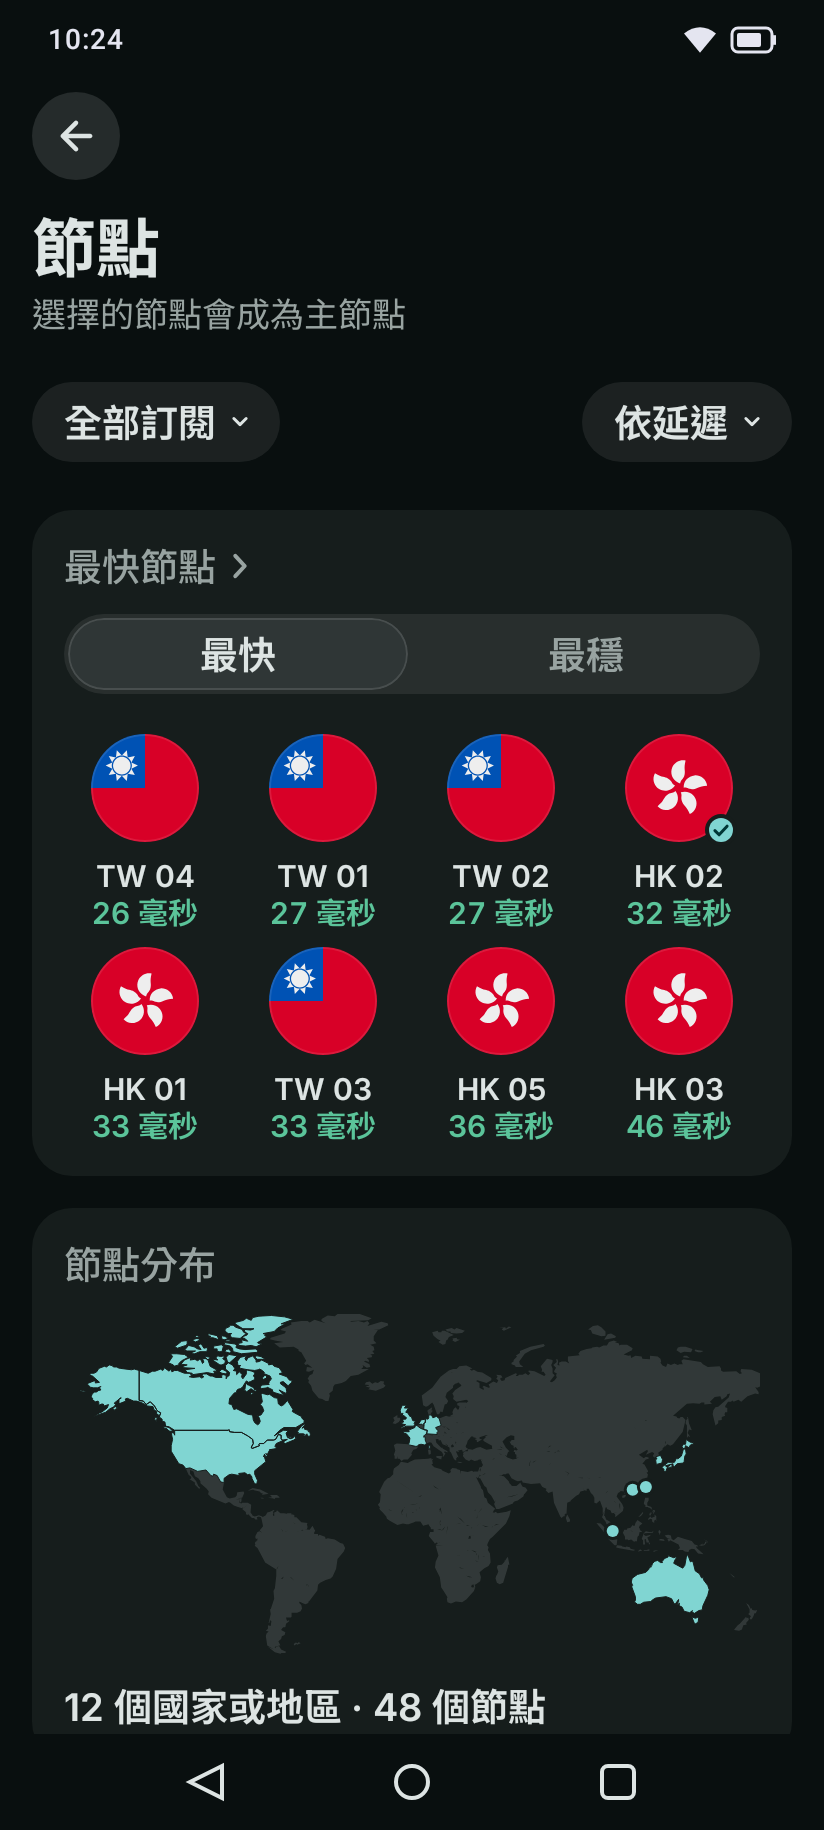 10:24
節點
選擇的節點會成為主節點
全部訂閱
依延遲
最快節點
最快
最穩
TW 04
26 毫秒
TW 01
27 毫秒
TW 02
27 毫秒
HK 02
32 毫秒
HK 01
33 毫秒
TW 03
33 毫秒
HK 05
36 毫秒
HK 03
46 毫秒
節點分布
12 個國家或地區 · 48 個節點